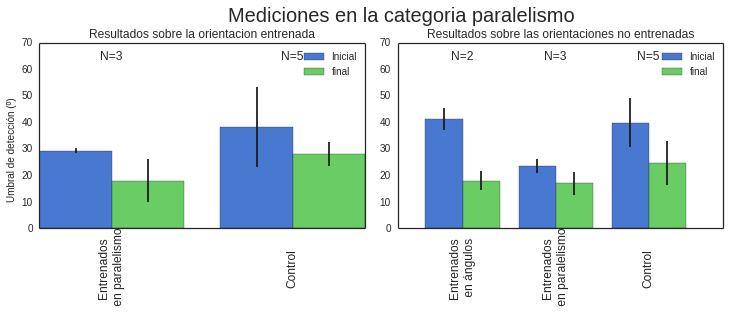 Mediciones en la categoria paralelismo
Resultados sobre la orientacion entrenada
70
60
50
40
30
20
10
0
Umbral de detección (º)
N=3
N=5
Inicial
final
Entrenados
en paralelismo
Control
Resultados sobre las orientaciones no entrenadas
70
60
50
40
30
20
10
0
N=2
N=3
N=5
Inicial
final
Entrenados
en ángulos
Entrenados
en paralelismo
Control